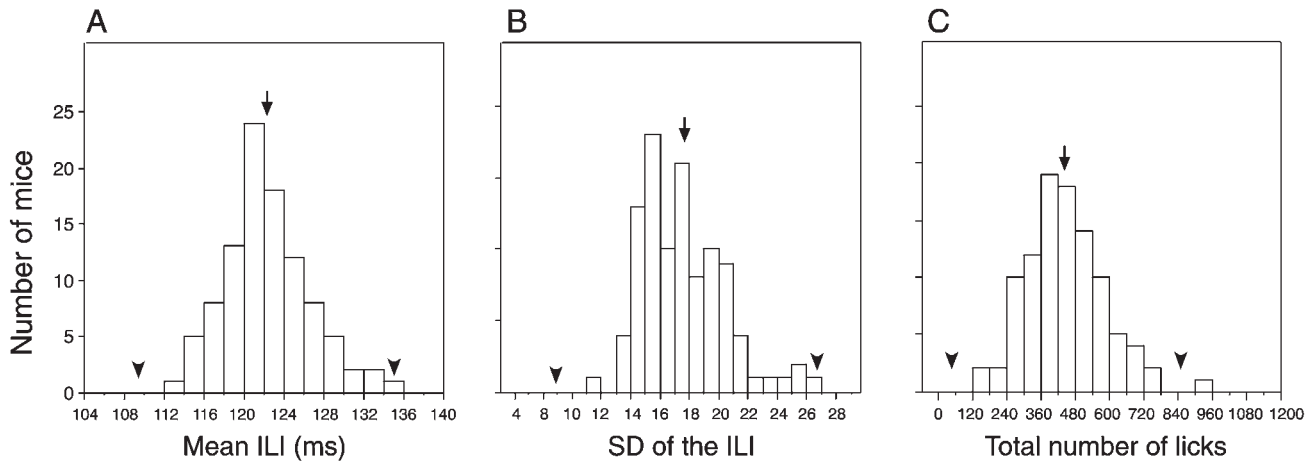 A
B
C
Number of mice
25
20
15
10
5
0
104 108 112 116 120 124 128 132 136 140
4 6 8 10 12 14 16 18 20 22 24 26 28
0 120 240 360 480 600 720 840 960 1080 1200
Mean ILI (ms)
SD of the ILI
Total number of licks